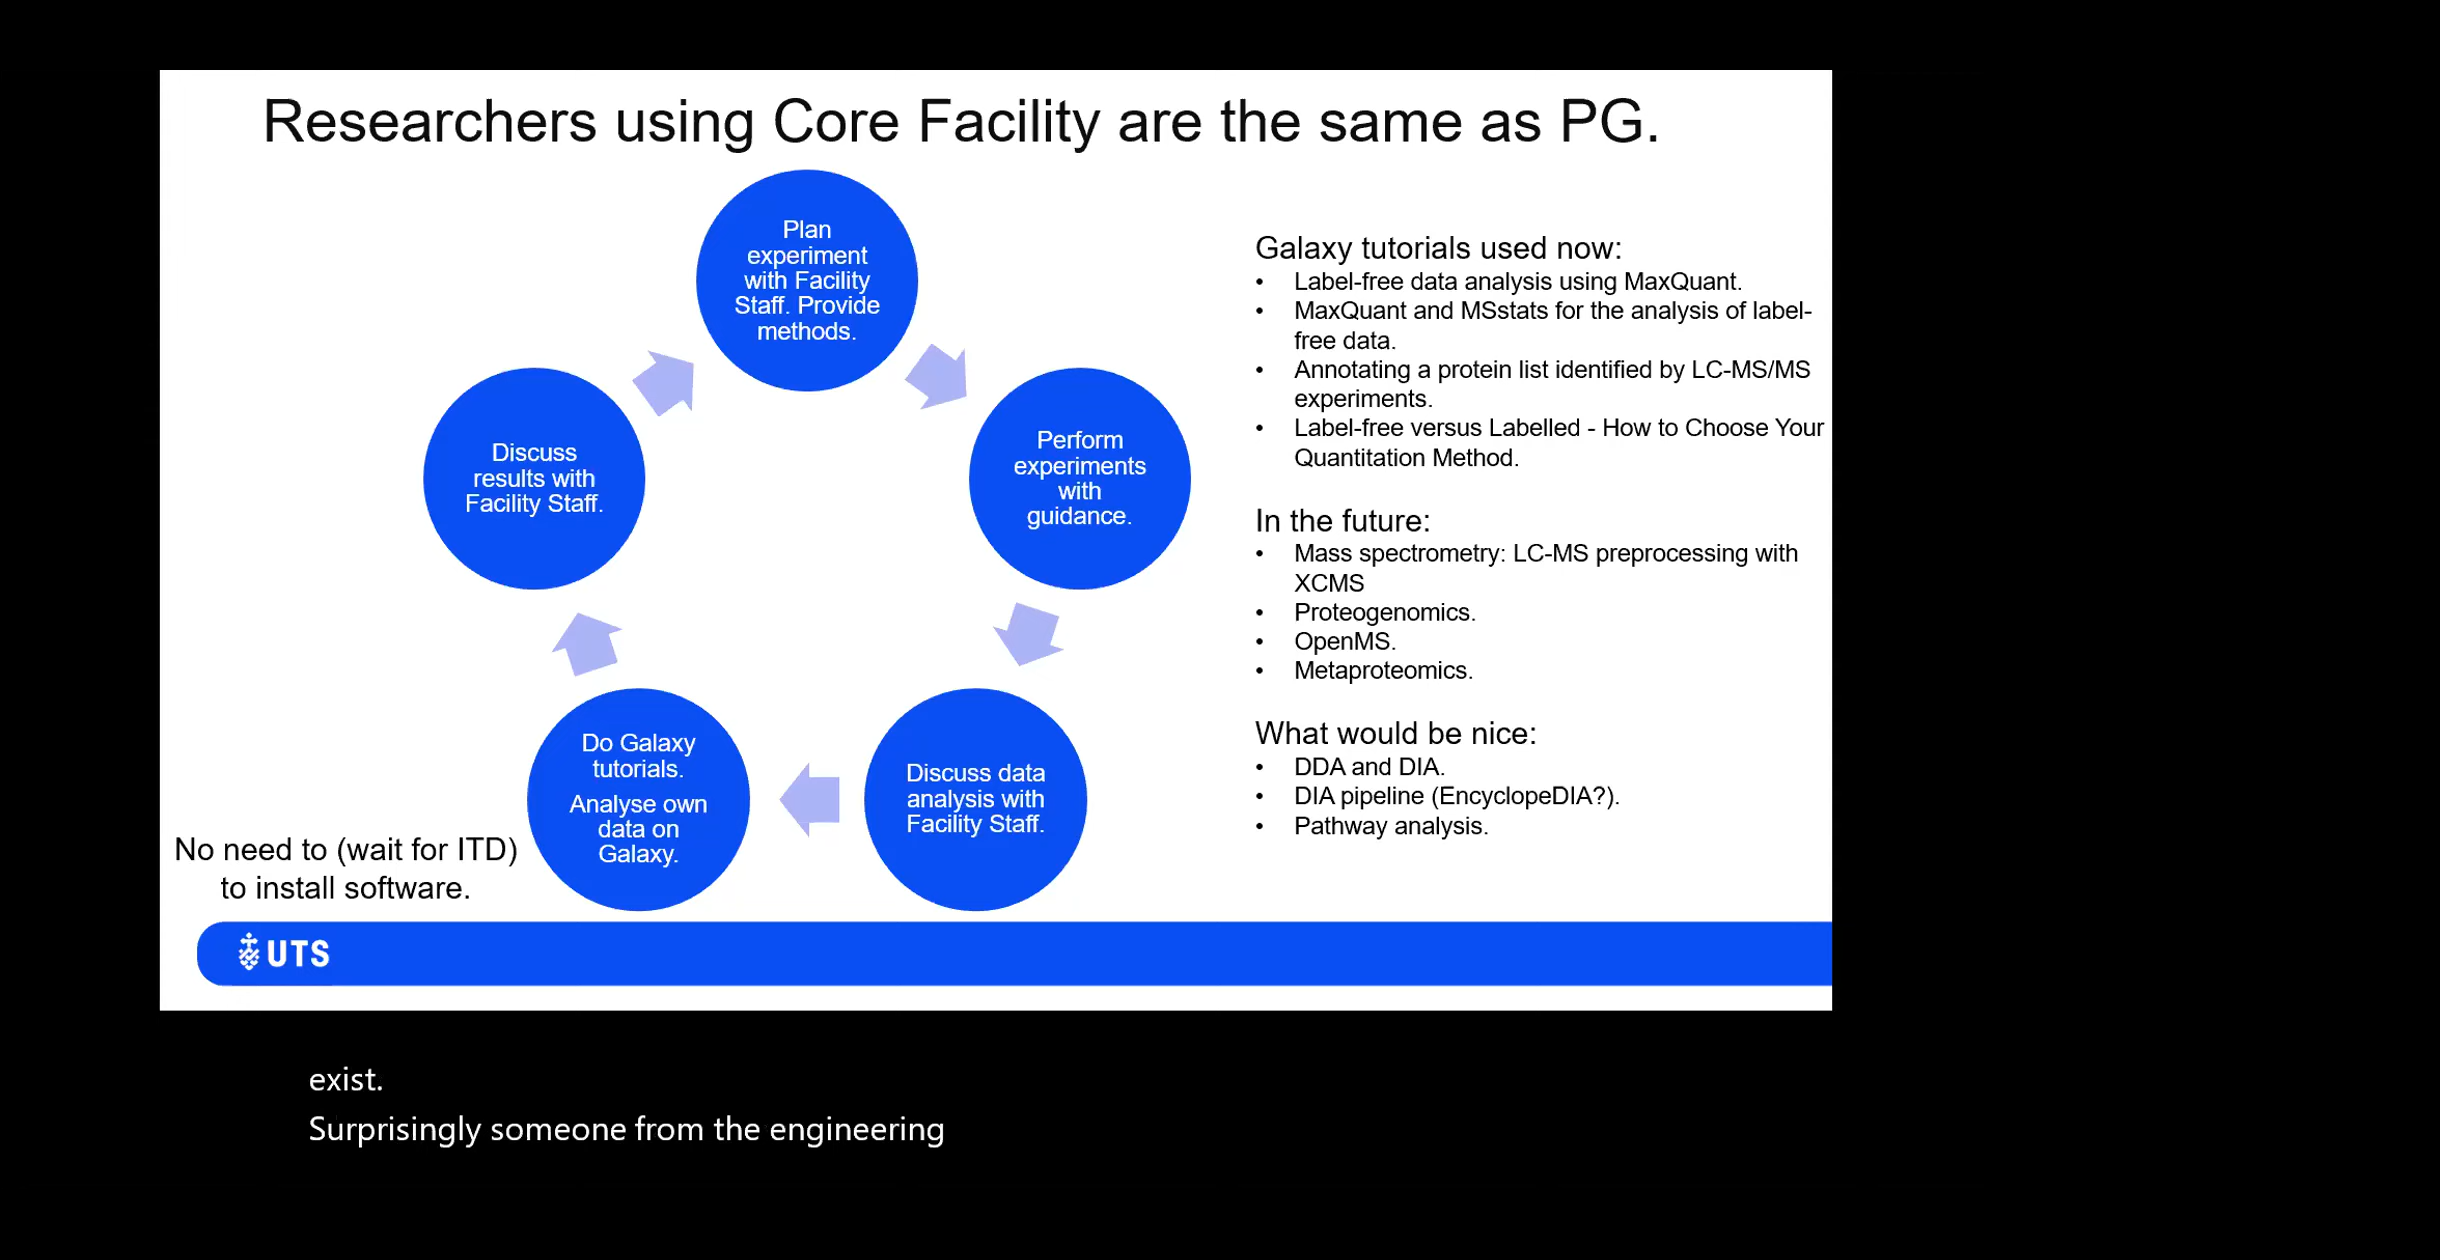 Researchers using Core Facility are the same as PG.
Plan
experiment
with Facility
Staff. Provide
methods.
Perform
experiments
with
guidance.
Discuss data
analysis with
Facility Staff.
Do Galaxy
tutorials.
Analyse own
data on
Galaxy.
Discuss
results with
Facility Staff.
No need to (wait for ITD)
to install software.
Galaxy tutorials used now:
• Label-free data analysis using MaxQuant.
• MaxQuant and MSstats for the analysis of label-
free data.
• Annotating a protein list identified by LC-MS/MS
experiments.
• Label-free versus Labelled - How to Choose Your
Quantitation Method.
In the future:
• Mass spectrometry: LC-MS preprocessing with
XCMS
• Proteogenomics.
• OpenMS.
• Metaproteomics.
What would be nice:
• DDA and DIA.
• DIA pipeline (EncyclopeDIA?).
• Pathway analysis.
UTS
exist.
Surprisingly someone from the engineering